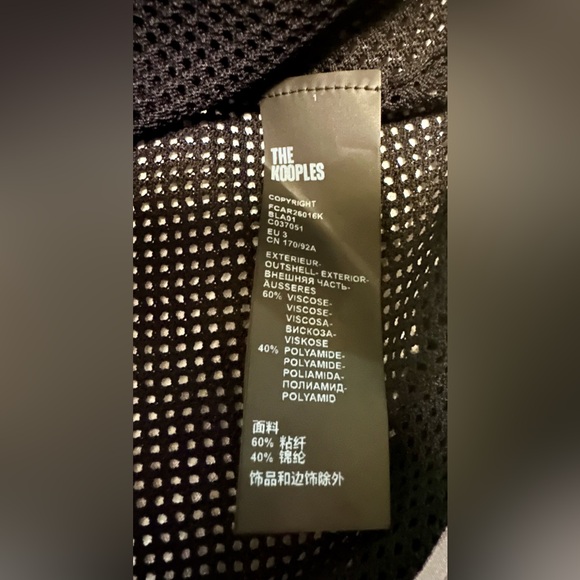 THE
KOOPLES
COPYRIGHT
FCAR26016K
BLA01
C037051
EU 3
CN 170/92A
EXTERIEUR-
OUTSHELL- EXTERIOR-
ВНЕШНЯЯ ЧАСТЬ-
ÄUSSERES
60% VISCOSE-
VISCOSE-
VISCOSA-
ВИСКОЗА-
VISKOSE
40% POLYAMIDE-
POLYAMIDE-
POLIAMIDA-
ПОЛИАМИД-
POLYAMID
面料
60% 粘纤
40% 锦纶
饰品和边饰除外